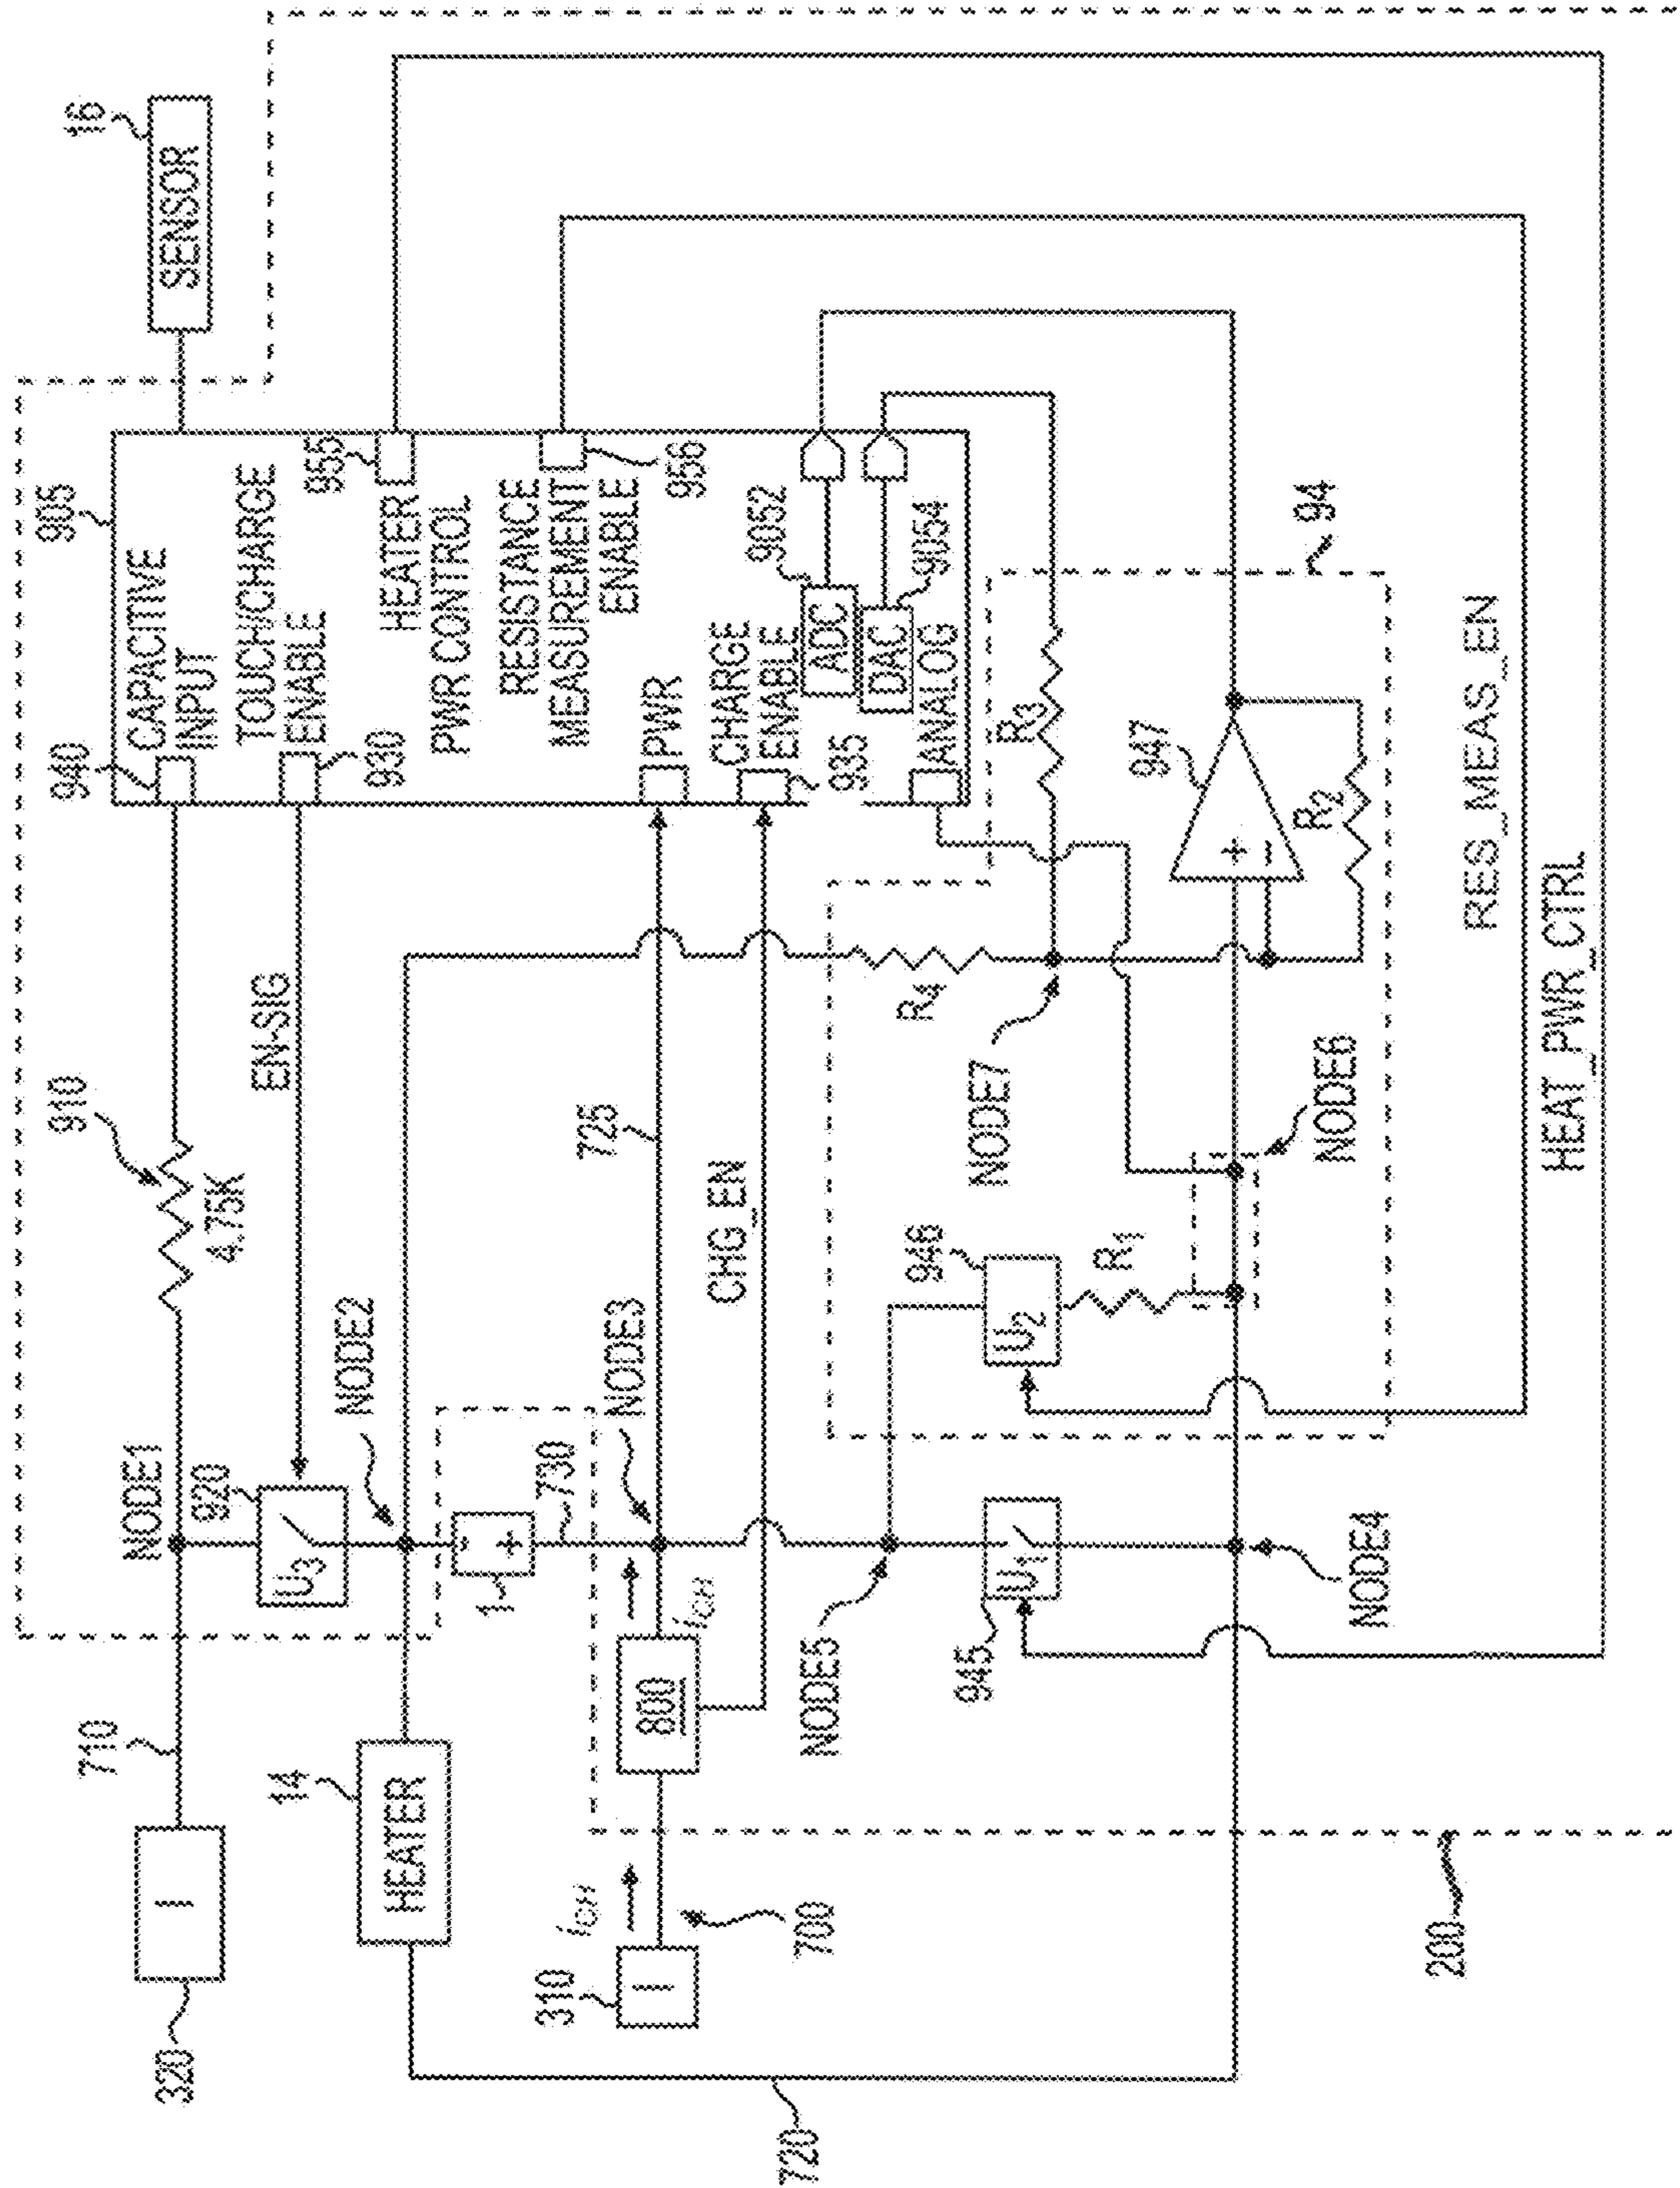 16
SENSOR
905
940
CAPACITIVE
INPUT
TOUCH/CHARGE
ENABLE
930
955
HEATER
PWR CONTROL
RESISTANCE
MEASUREMENT
ENABLE
956
PWR
CHARGE
ENABLE
935
9052
ADC
DAC
9054
ANALOG
910
4.75K
EN-SIG
NODE1
920
U3
NODE2
710
I
320
14
HEATER
1
-
+
730
NODE3
725
CHG_EN
iCH
800
iCH
310
I
700
720
NODE5
945
U1
NODE4
946
U2
R1
NODE6
NODE7
R4
R3
947
+
-
R2
94
RES_MEAS_EN
HEAT_PWR_CTRL
200